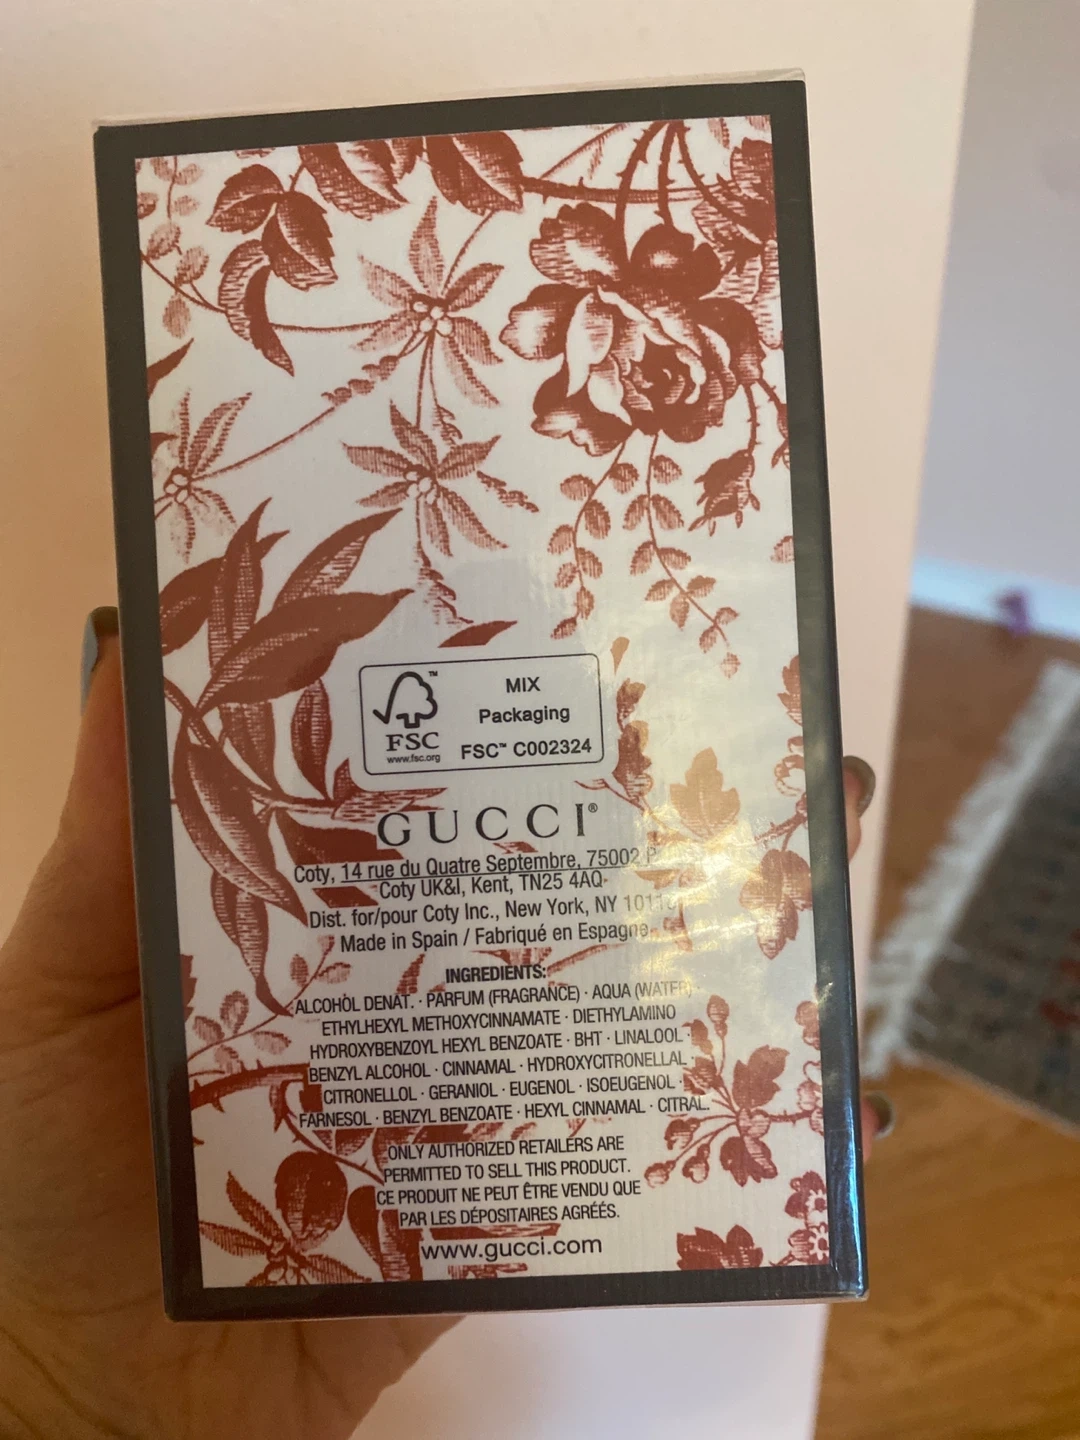 FSC™
www.fsc.org
MIX
Packaging
FSC™ C002324
GUCCI®
Coty, 14 rue du Quatre Septembre, 75002
Coty UK&I, Kent, TN25 4AQ
Dist. for/pour Coty Inc., New York, NY
Made in Spain / Fabriqué en Espagne
INGREDIENTS:
ALCOHOL DENAT. · PARFUM (FRAGRANCE) · AQUA (WATER) ·
ETHYLHEXYL METHOXYCINNAMATE · DIETHYLAMINO
HYDROXYBENZOYL HEXYL BENZOATE · BHT · LINALOOL ·
BENZYL ALCOHOL · CINNAMAL · HYDROXYCITRONELLAL ·
CITRONELLOL · GERANIOL · EUGENOL · ISOEUGENOL ·
FARNESOL · BENZYL BENZOATE · HEXYL CINNAMAL · CITRAL.
ONLY AUTHORIZED RETAILERS ARE
PERMITTED TO SELL THIS PRODUCT.
CE PRODUIT NE PEUT ÊTRE VENDU QUE
PAR LES DÉPOSITAIRES AGRÉÉS.
www.gucci.com